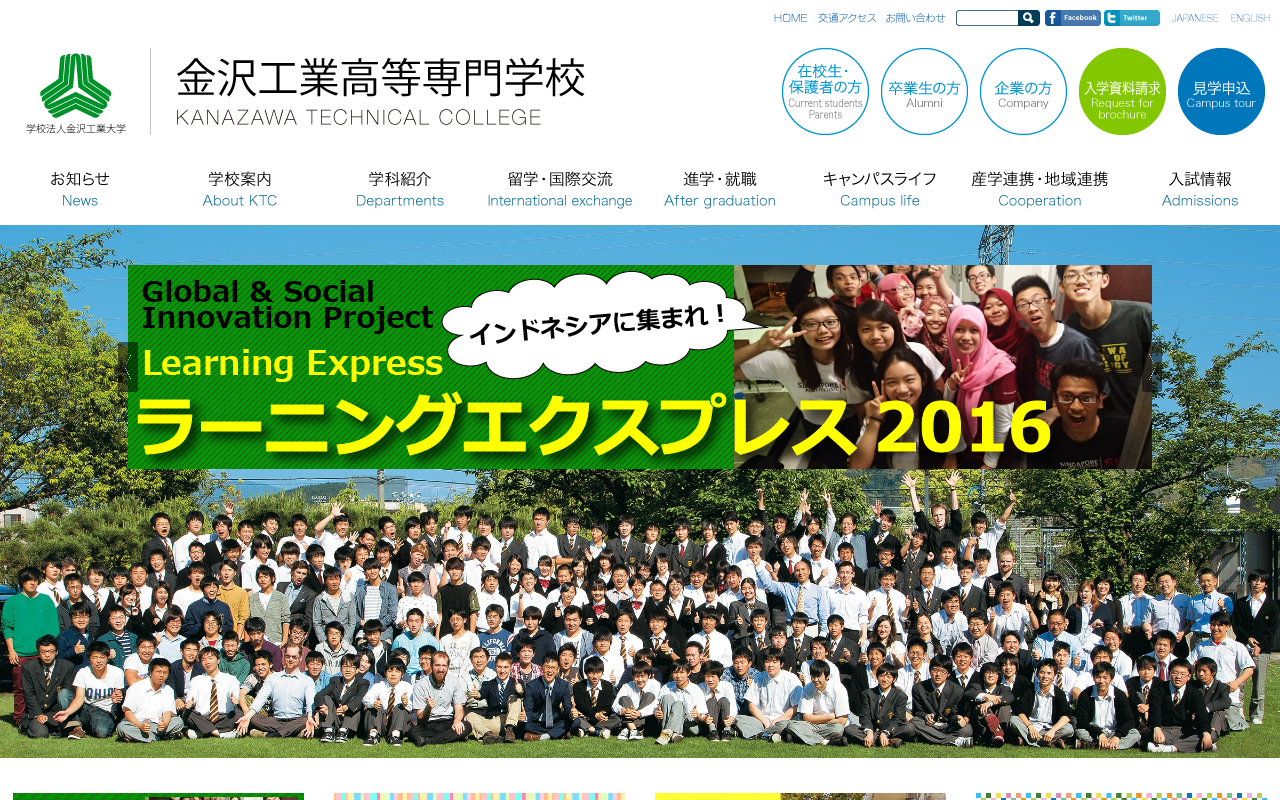 HOME 交通アクセス お問い合わせ Facebook Twitter JAPANESE ENGLISH
学校法人金沢工業大学
金沢工業高等専門学校
KANAZAWA TECHNICAL COLLEGE
在校生・
保護者の方
Current students
Parents
卒業生の方
Alumni
企業の方
Company
入学資料請求
Request for
brochure
見学申込
Campus tour
お知らせ
News
学校案内
About KTC
学科紹介
Departments
留学・国際交流
International exchange
進学・就職
After graduation
キャンパスライフ
Campus life
産学連携・地域連携
Cooperation
入試情報
Admissions
Global & Social
Innovation Project
インドネシアに集まれ！
Learning Express
ラーニングエクスプレス 2016